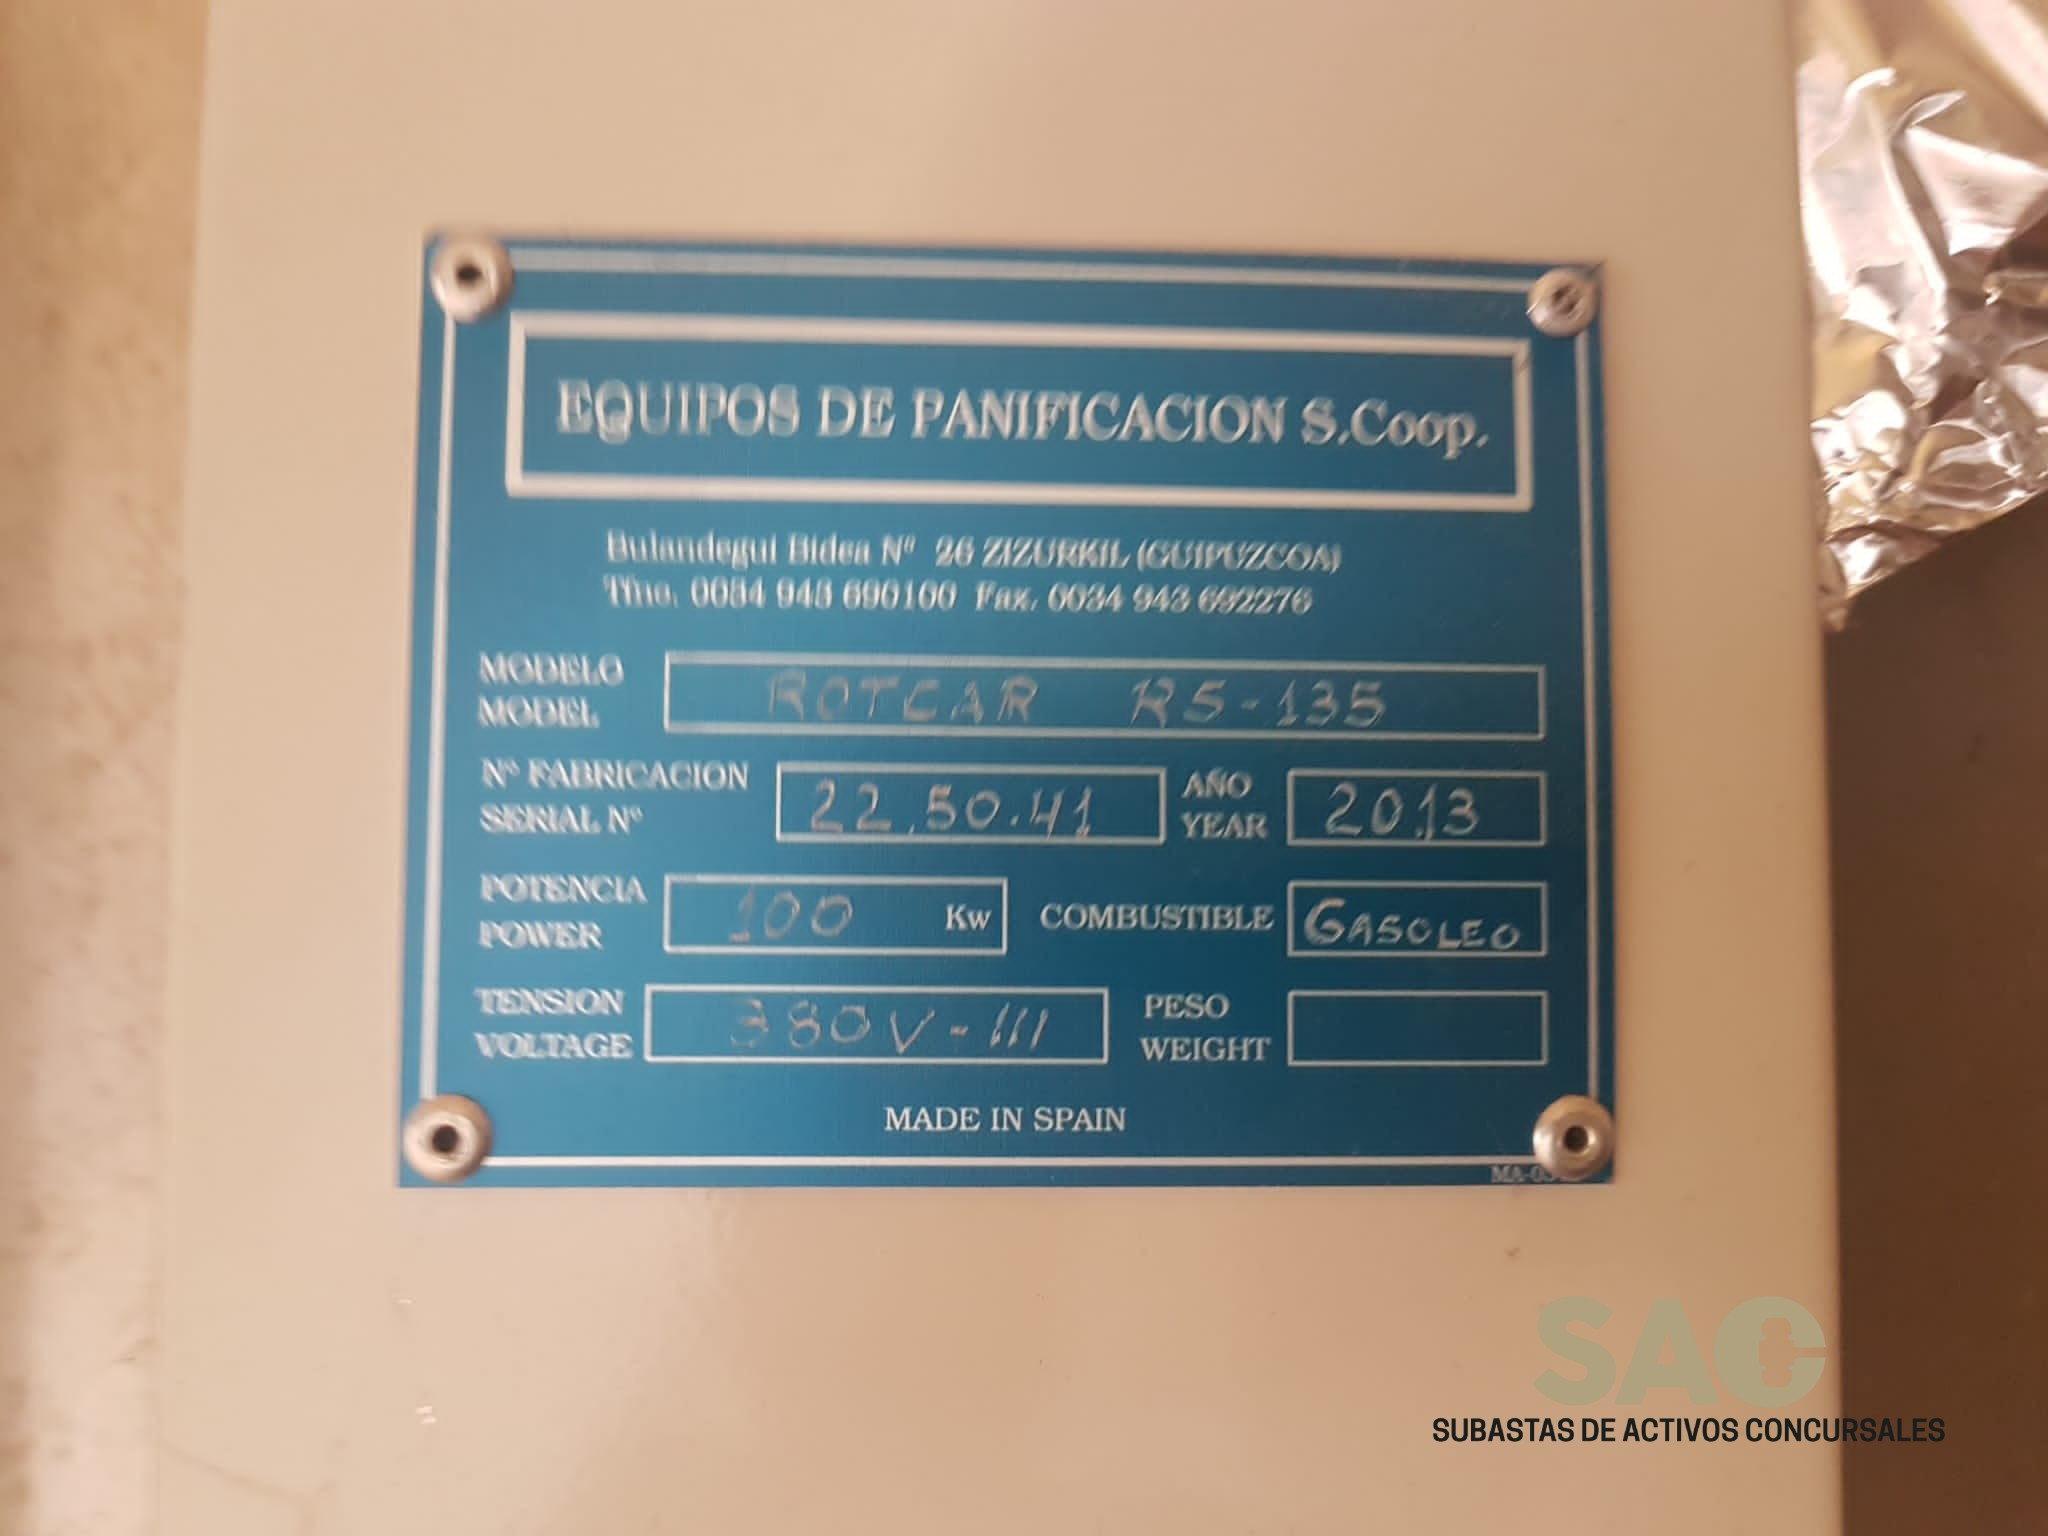 EQUIPOS DE PANIFICACION S.Coop.
Bulandegui Bidea Nº 26 ZIZURKIL (GUIPUZCOA)
Tfno. 0034 943 690100 Fax. 0034 943 692276
MODELO
MODEL
ROTCAR RS-135
Nº FABRICACION
SERIAL Nº
22.50.41
AÑO
YEAR
2013
POTENCIA
POWER
100 Kw
COMBUSTIBLE
GASOLEO
TENSION
VOLTAGE
380V-III
PESO
WEIGHT
MADE IN SPAIN
SAC
SUBASTAS DE ACTIVOS CONCURSALES